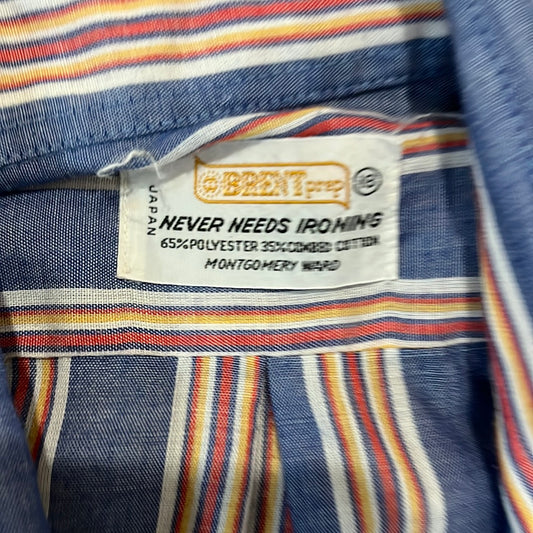 BRENT prep
JAPAN
NEVER NEEDS IRONING
65% POLYESTER 35% COMBED COTTON
MONTGOMERY WARD